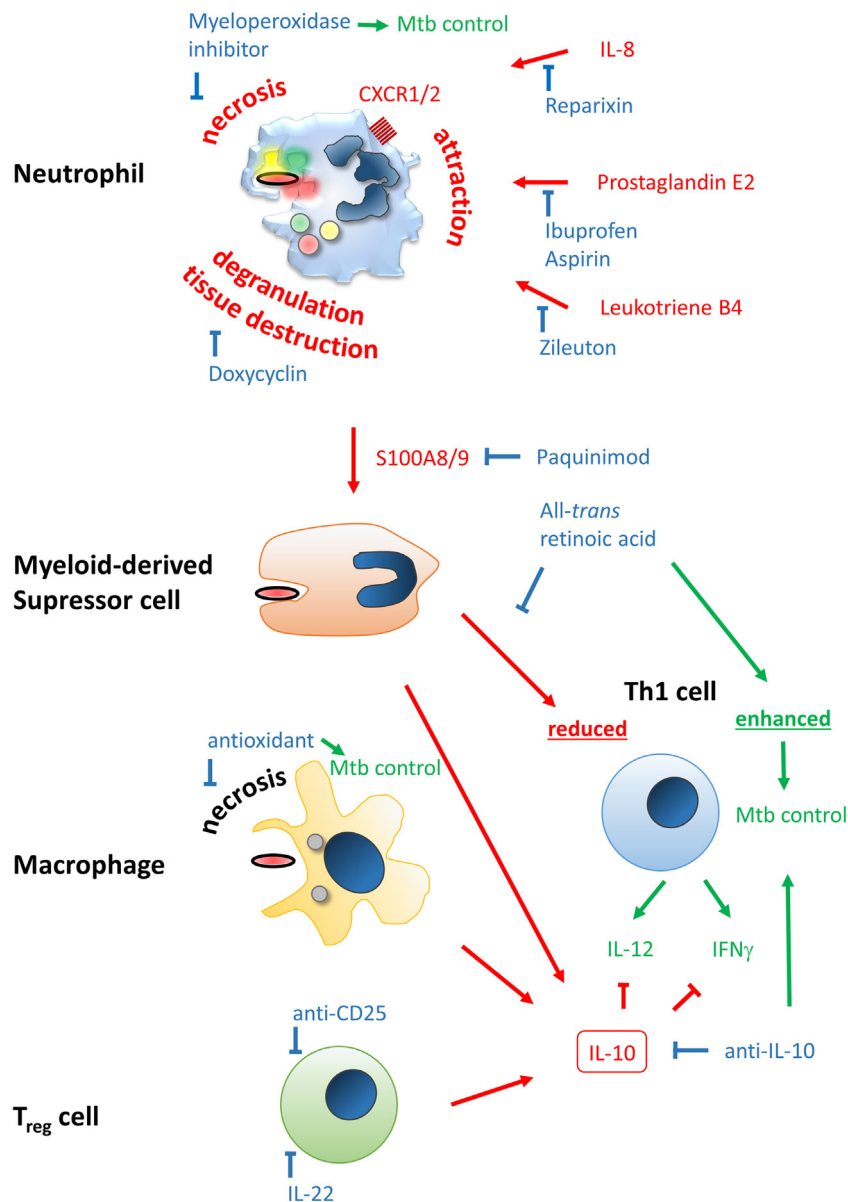 Myeloperoxidase
inhibitor
Mtb control
IL-8
Reparixin
CXCR1/2
necrosis
attraction
Neutrophil
Prostaglandin E2
Ibuprofen
Aspirin
degranulation
tissue destruction
Leukotriene B4
Zileuton
Doxycyclin
S100A8/9
Paquinimod
All-trans
retinoic acid
Myeloid-derived
Supressor cell
Th1 cell
reduced
enhanced
antioxidant
Mtb control
necrosis
Mtb control
Macrophage
IL-12
IFNγ
anti-CD25
IL-10
anti-IL-10
Treg cell
IL-22